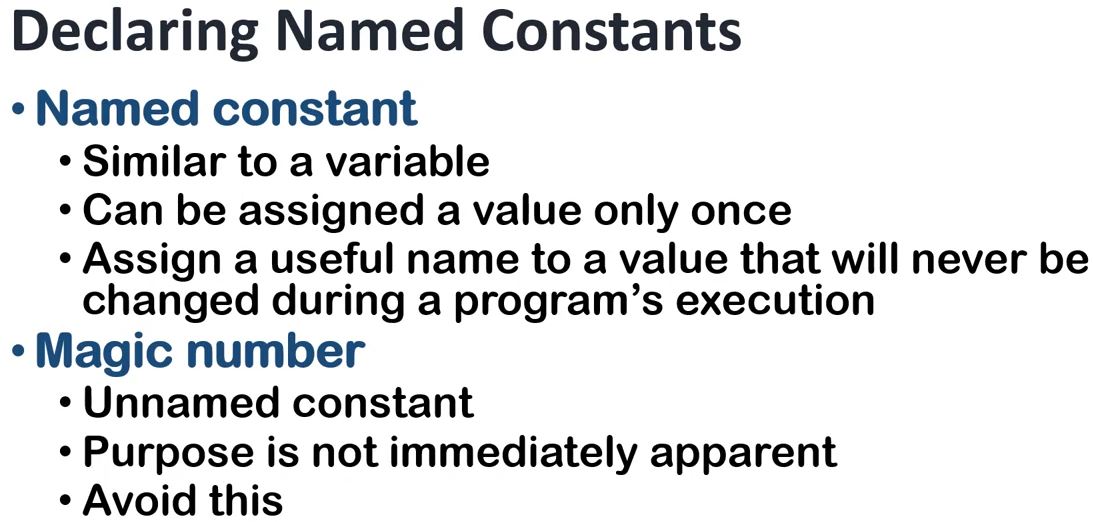 Declaring Named Constants
• Named constant
• Similar to a variable
• Can be assigned a value only once
• Assign a useful name to a value that will never be
changed during a program’s execution
• Magic number
• Unnamed constant
• Purpose is not immediately apparent
• Avoid this